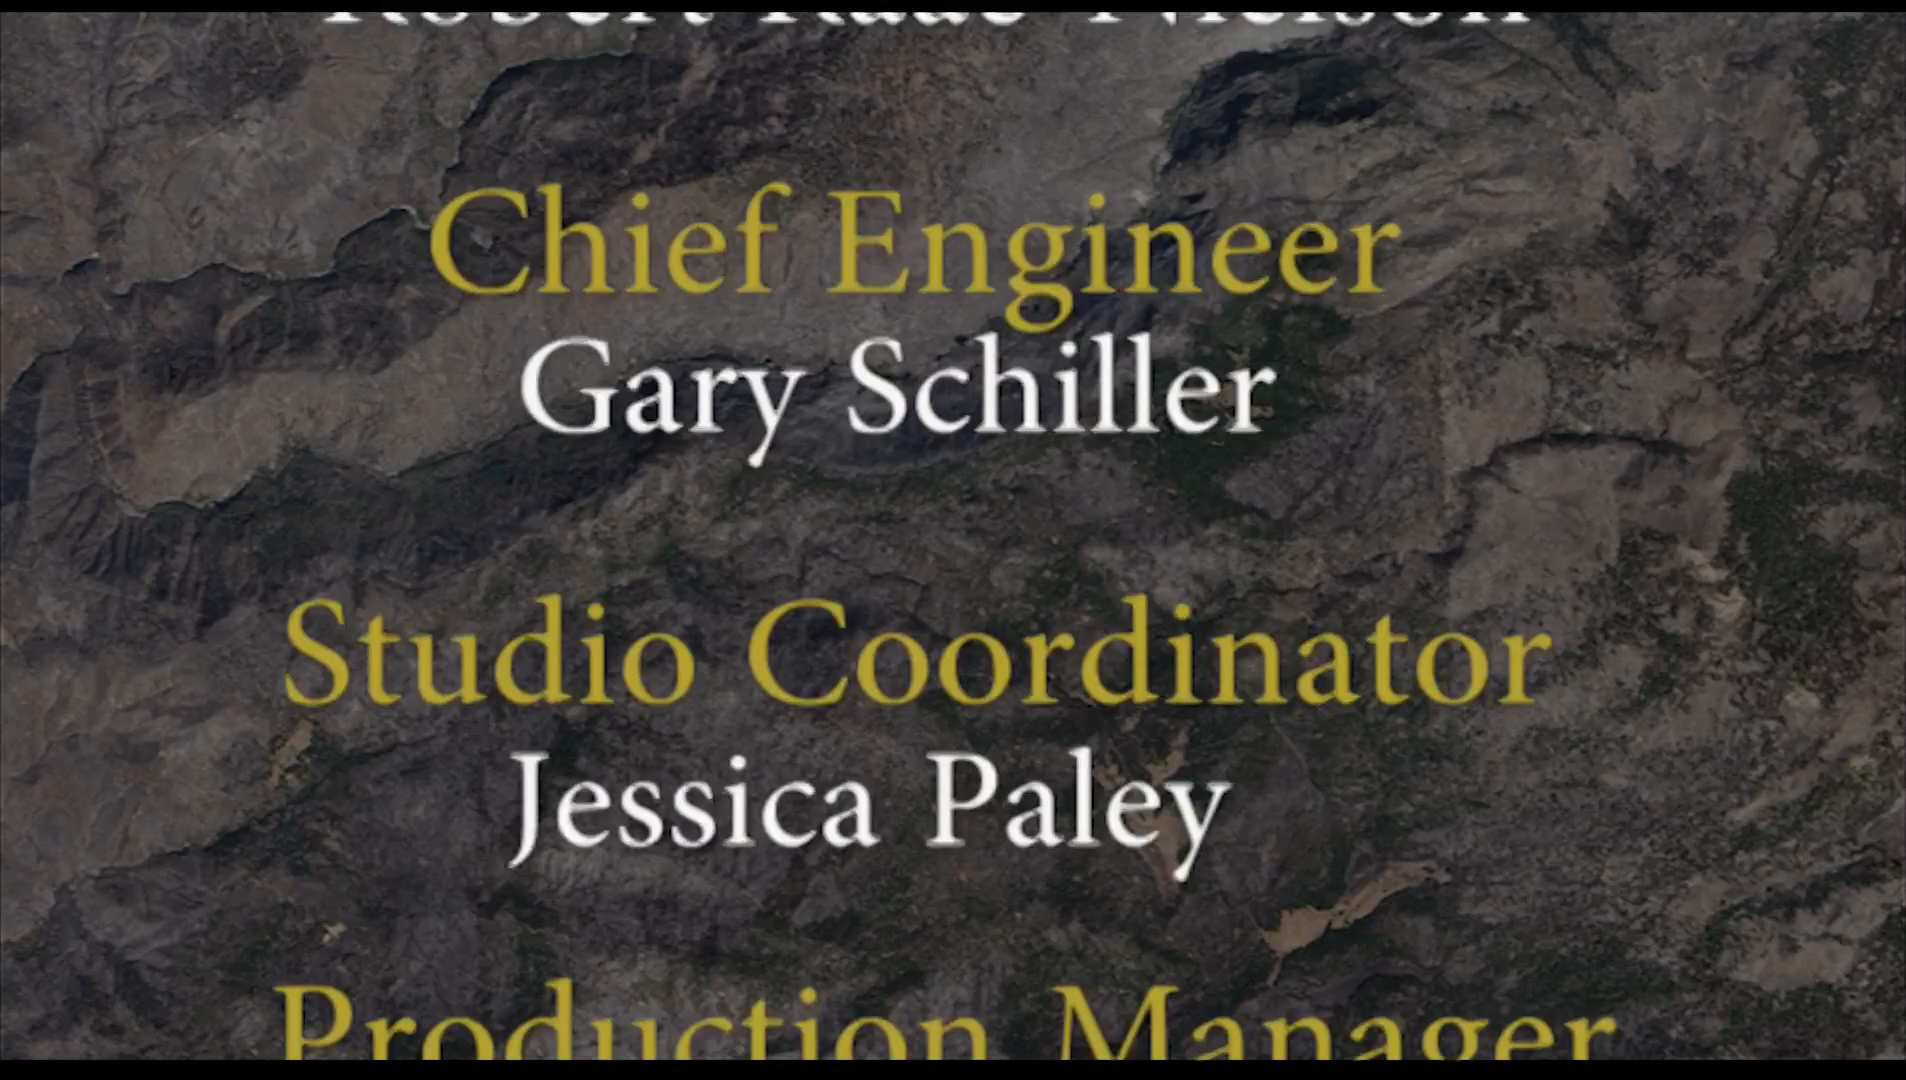 Chief Engineer
Gary Schiller
Studio Coordinator
Jessica Paley
Production Manager